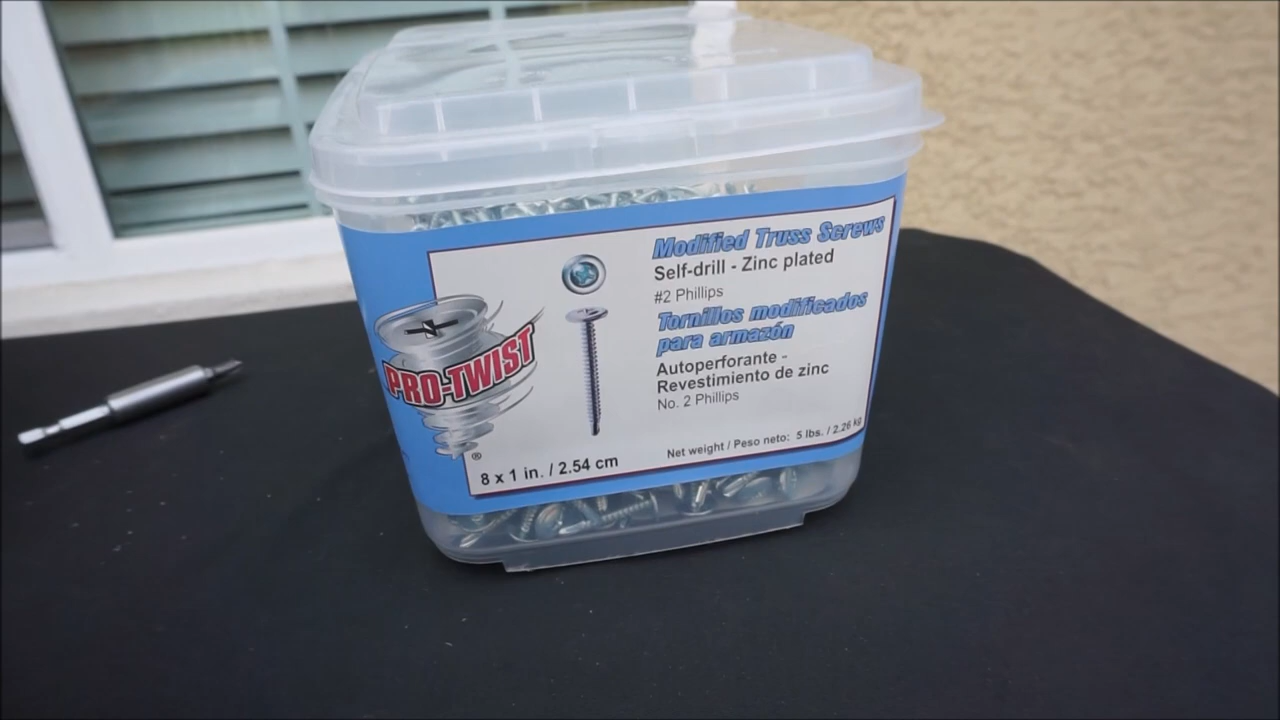 Modified Truss Screws
Self-drill - Zinc plated
#2 Phillips
Tornillos modificados
para armazón
Autoperforante -
Revestimiento de zinc
No. 2 Phillips
PRO-TWIST
®
8 x 1 in. / 2.54 cm
Net weight / Peso neto: 5 lbs. / 2.26 kg